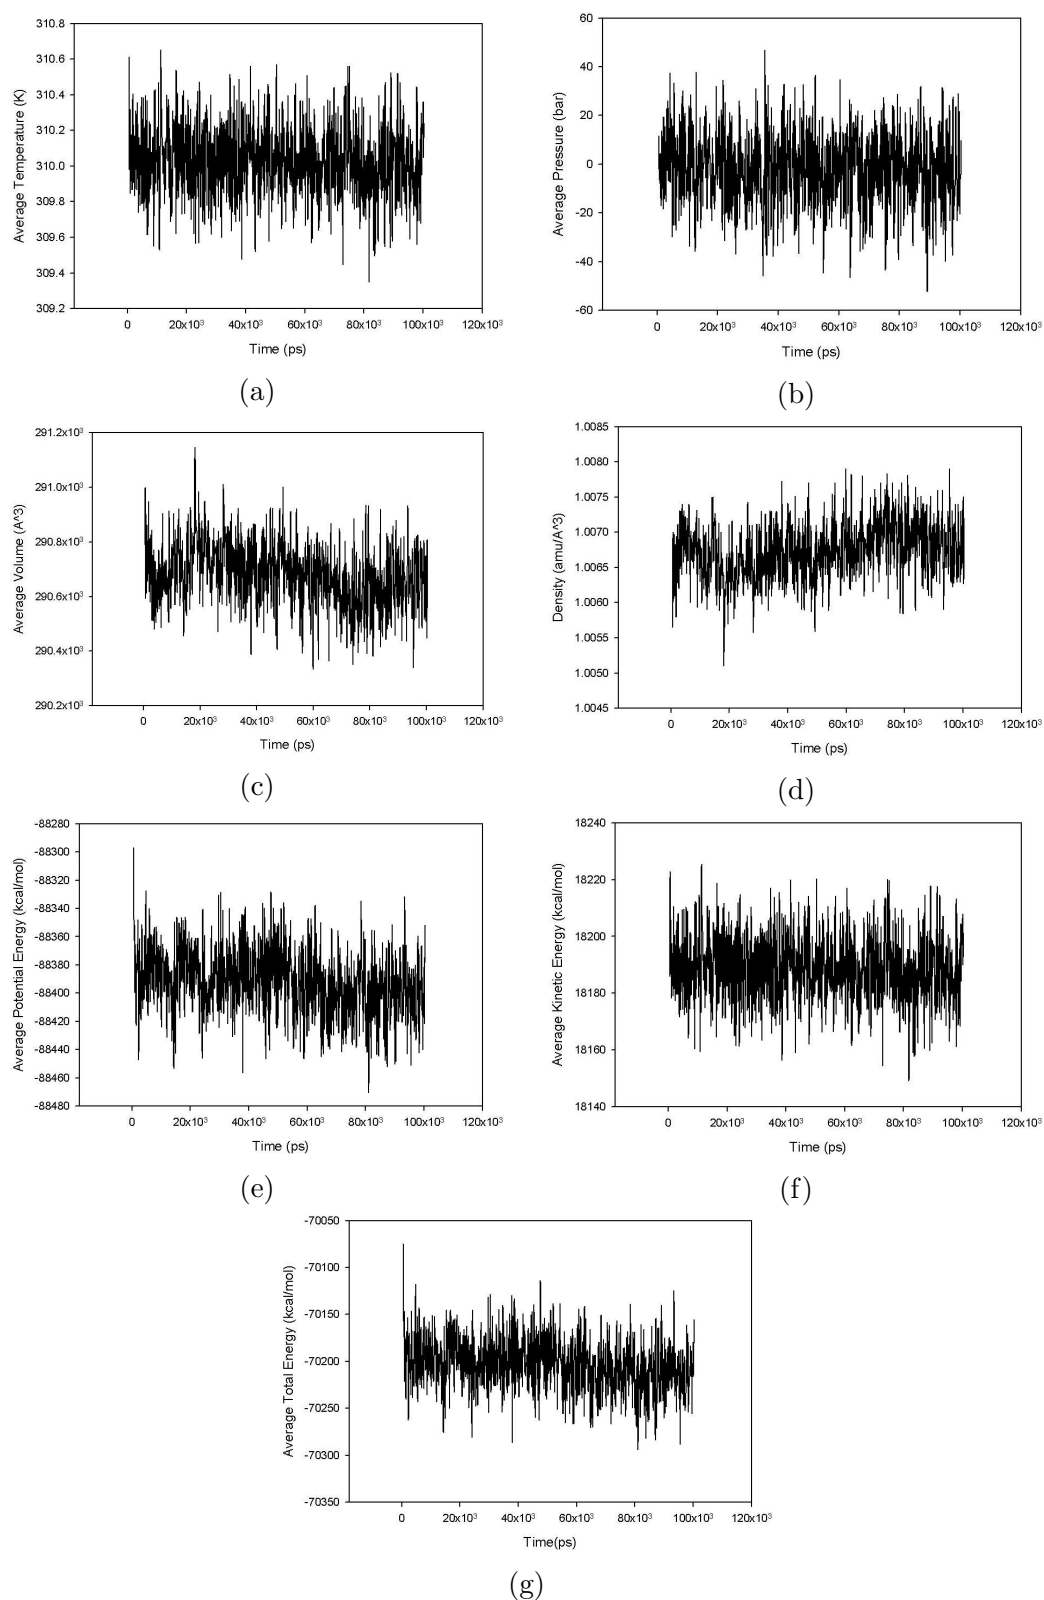 310.8
310.6
310.4
310.2
310.0
309.8
309.6
309.4
309.2
Average Temperature (K)
0 20x10³ 40x10³ 60x10³ 80x10³ 100x10³ 120x10³
Time (ps)
(a)
60
40
20
0
-20
-40
-60
Average Pressure (bar)
0 20x10³ 40x10³ 60x10³ 80x10³ 100x10³ 120x10³
Time (ps)
(b)
291.2x10³
291.0x10³
290.8x10³
290.6x10³
290.4x10³
290.2x10³
Average Volume (A^3)
0 20x10³ 40x10³ 60x10³ 80x10³ 100x10³ 120x10³
Time (ps)
(c)
1.0085
1.0080
1.0075
1.0070
1.0065
1.0060
1.0055
1.0050
1.0045
Density (amu/A^3)
0 20x10³ 40x10³ 60x10³ 80x10³ 100x10³ 120x10³
Time (ps)
(d)
-88280
-88300
-88320
-88340
-88360
-88380
-88400
-88420
-88440
-88460
-88480
Average Potential Energy (kcal/mol)
0 20x10³ 40x10³ 60x10³ 80x10³ 100x10³ 120x10³
Time (ps)
(e)
18240
18220
18200
18180
18160
18140
Average Kinetic Energy (kcal/mol)
0 20x10³ 40x10³ 60x10³ 80x10³ 100x10³ 120x10³
Time (ps)
(f)
-70050
-70100
-70150
-70200
-70250
-70300
-70350
Average Total Energy (kcal/mol)
0 20x10³ 40x10³ 60x10³ 80x10³ 100x10³ 120x10³
Time(ps)
(g)